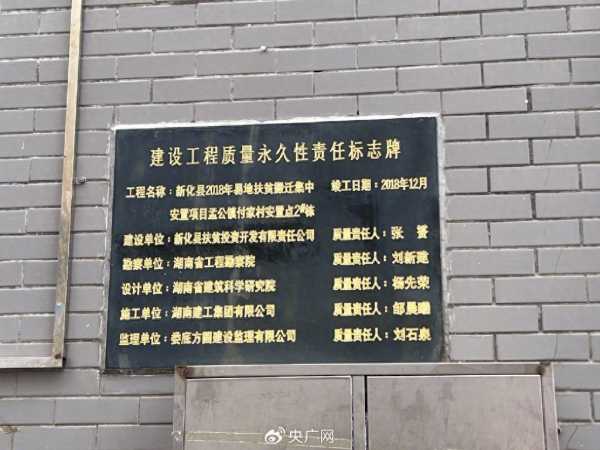 建设工程质量永久性责任标志牌
工程名称：新化县2018年易地扶贫搬迁集中 竣工日期：2018年12月
安置项目孟公镇付家村安置点2#栋
建设单位：新化县扶贫投资开发有限责任公司 质量责任人：张
勘察单位：湖南省工程勘察院 质量责任人：刘新建
设计单位：湖南省建筑科学研究院 质量责任人：杨先荣
施工单位：湖南建工集团有限公司 质量责任人：邹晨曦
监理单位：娄底方圆建设监理有限公司 质量责任人：刘石泉
央广网